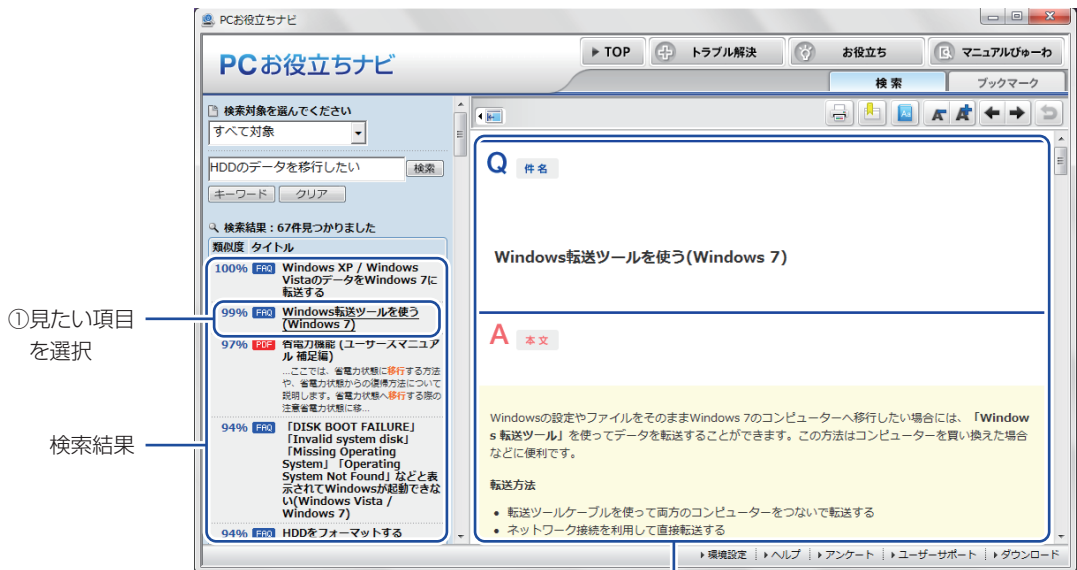 PCお役立ちナビ
PCお役立ちナビ
TOP
トラブル解決
お役立ち
マニュアルびゅーわ
検索
ブックマーク
検索対象を選んでください
すべて対象
HDDのデータを移行したい
検索
キーワード
クリア
検索結果：67件見つかりました
類似度 タイトル
100% FAQ Windows XP / Windows
VistaのデータをWindows 7に
転送する
99% FAQ Windows転送ツールを使う
(Windows 7)
97% PDF 省電力機能 (ユーザーズマニュア
ル 補足編)
...ここでは、省電力状態に移行する方法
や、省電力状態からの復帰方法について
説明します。省電力状態へ移行する際の
注意省電力状態に移...
94% FAQ 「DISK BOOT FAILURE」
「Invalid system disk」
「Missing Operating
System」「Operating
System Not Found」などと表
示されてWindowsが起動できな
い(Windows Vista /
Windows 7)
94% FAQ HDDをフォーマットする
①見たい項目
を選択
検索結果
Q 件名
Windows転送ツールを使う(Windows 7)
A 本文
Windowsの設定やファイルをそのままWindows 7のコンピューターへ移行したい場合には、「Window
s 転送ツール」を使ってデータを転送することができます。この方法はコンピューターを買い換えた場合
などに便利です。
転送方法
• 転送ツールケーブルを使って両方のコンピューターをつないで転送する
• ネットワーク接続を利用して直接転送する
環境設定
ヘルプ
アンケート
ユーザーサポート
ダウンロード